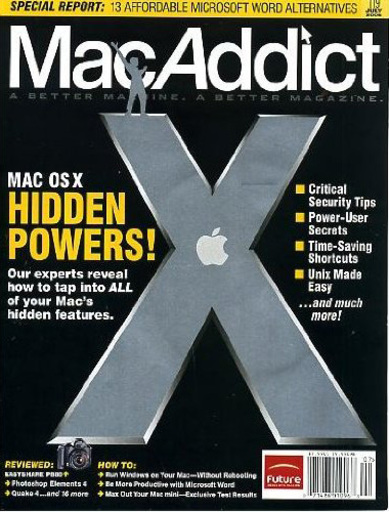 SPECIAL REPORT: 13 AFFORDABLE MICROSOFT WORD ALTERNATIVES
JULY
MacAddict
A BETTER MACHINE. A BETTER MAGAZINE.
MAC OS X
HIDDEN
POWERS!
Our experts reveal
how to tap into ALL
of your Mac's
hidden features.
X
Critical
Security Tips
Power-User
Secrets
Time-Saving
Shortcuts
Unix Made
Easy
...and much
more!
REVIEWED:
EASYSHARE P880
Photoshop Elements 4
Quake 4...and 16 more
HOW TO:
Run Windows on Your Mac—Without Rebooting
Be More Productive with Microsoft Word
Max Out Your Mac mini—Exclusive Test Results
Future